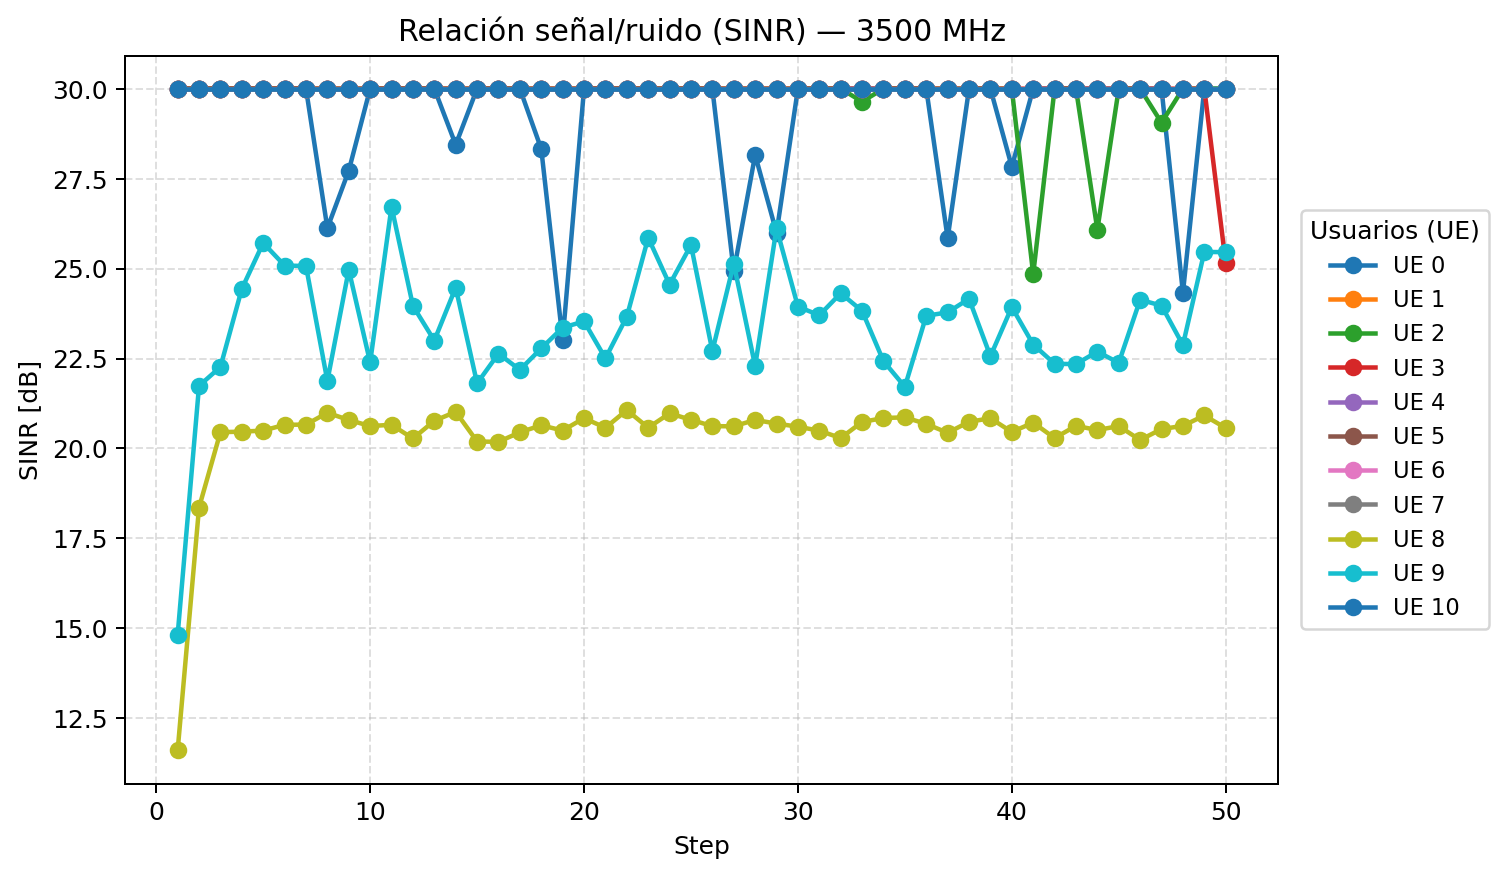 Relación señal/ruido (SINR) — 3500 MHz
SINR [dB]
30.0
27.5
25.0
22.5
20.0
17.5
15.0
12.5
0 10 20 30 40 50
Step
Usuarios (UE)
UE 0
UE 1
UE 2
UE 3
UE 4
UE 5
UE 6
UE 7
UE 8
UE 9
UE 10